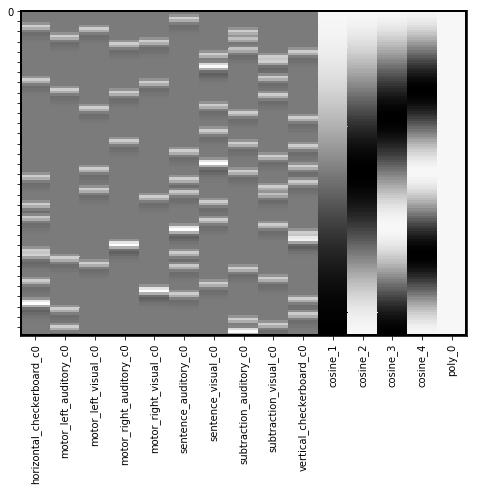 0
horizontal_checkerboard_c0
motor_left_auditory_c0
motor_left_visual_c0
motor_right_auditory_c0
motor_right_visual_c0
sentence_auditory_c0
sentence_visual_c0
subtraction_auditory_c0
subtraction_visual_c0
vertical_checkerboard_c0
cosine_1
cosine_2
cosine_3
cosine_4
poly_0